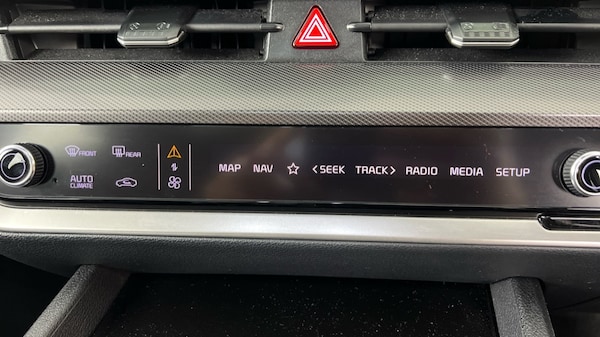 FRONT REAR
MAP NAV <SEEK TRACK> RADIO MEDIA SETUP
AUTO
CLIMATE